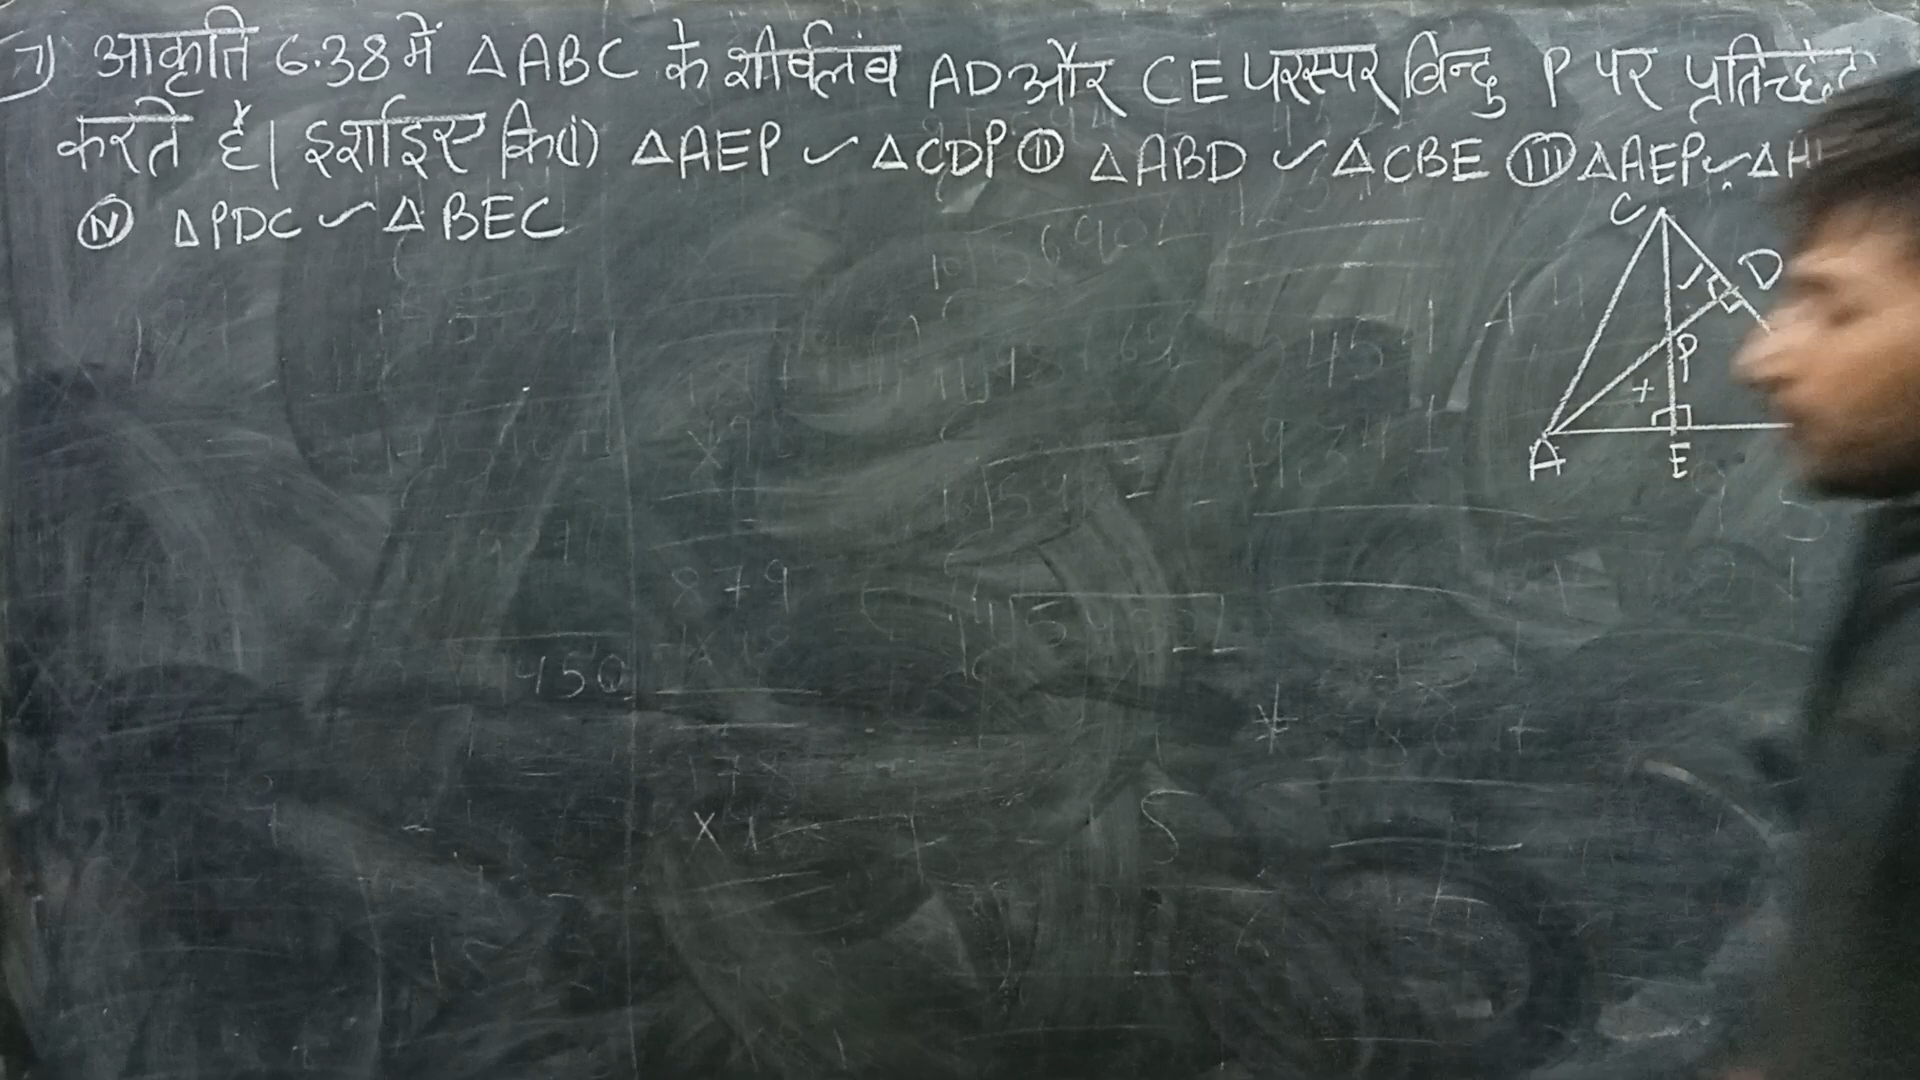 7) आकृति 6.38 में △ABC के शीर्षलंब AD और CE परस्पर बिन्दु P पर प्रतिच्छेद
करते हैं। दर्शाइए कि (i) △AEP ~ △CDP (ii) △ABD ~ △CBE (iii) △AEP ~ △A
(iv) △PDC ~ △BEC
C
D
P
A
E